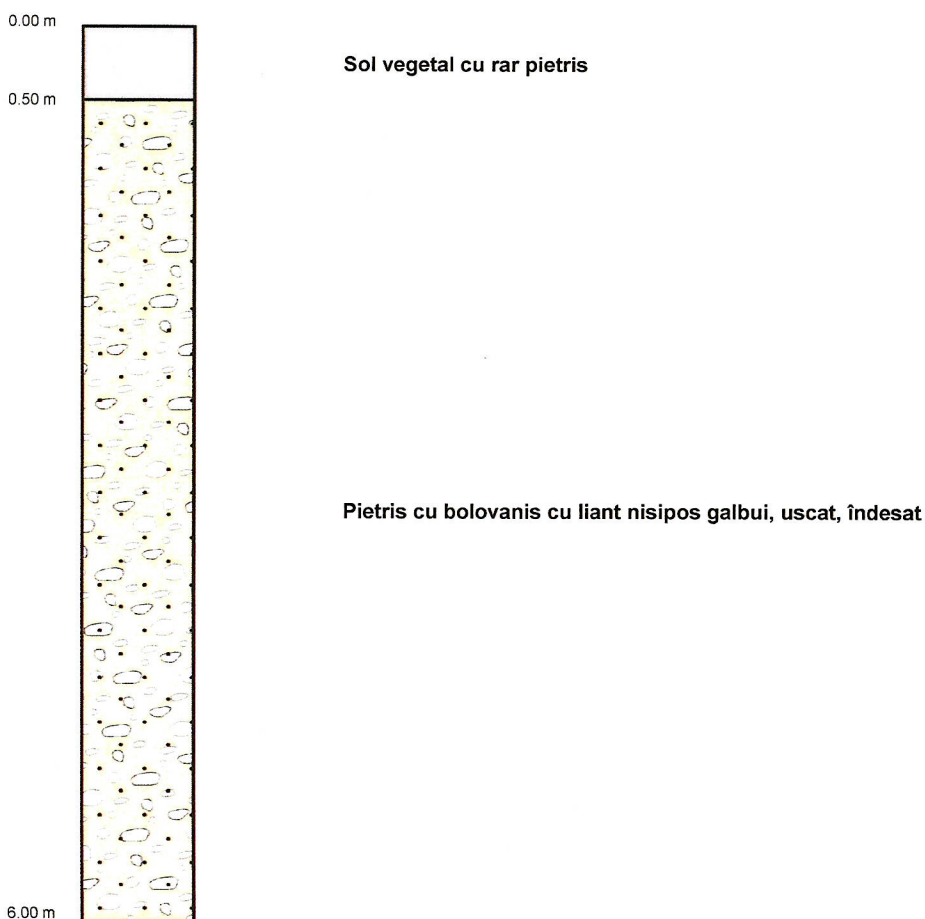 0.00 m
Sol vegetal cu rar pietris
0.50 m
Pietris cu bolovanis cu liant nisipos galbui, uscat, îndesat
6.00 m